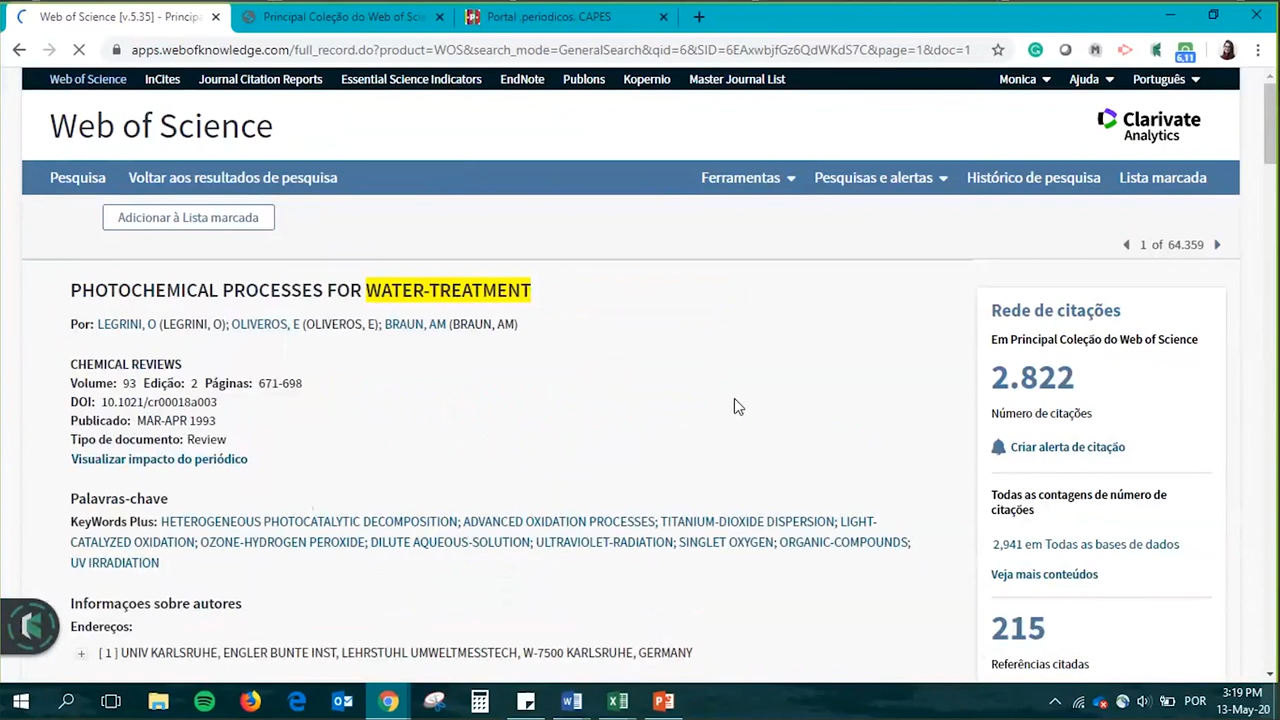 Web of Science [v.5.35] - Principa
Principal Coleção do Web of Scie
Portal .periodicos. CAPES
apps.webofknowledge.com/full_record.do?product=WOS&search_mode=GeneralSearch&qid=6&SID=6EAxwbjfGz6QdWKdS7C&page=1&doc=1
6.11
Web of Science InCites Journal Citation Reports Essential Science Indicators EndNote Publons Kopernio Master Journal List Monica Ajuda Português
Web of Science
Clarivate
Analytics
Pesquisa Voltar aos resultados de pesquisa Ferramentas Pesquisas e alertas Histórico de pesquisa Lista marcada
Adicionar à Lista marcada
1 of 64.359
PHOTOCHEMICAL PROCESSES FOR WATER-TREATMENT
Por: LEGRINI, O (LEGRINI, O); OLIVEROS, E (OLIVEROS, E); BRAUN, AM (BRAUN, AM)
CHEMICAL REVIEWS
Volume: 93 Edição: 2 Páginas: 671-698
DOI: 10.1021/cr00018a003
Publicado: MAR-APR 1993
Tipo de documento: Review
Visualizar impacto do periódico
Palavras-chave
KeyWords Plus: HETEROGENEOUS PHOTOCATALYTIC DECOMPOSITION; ADVANCED OXIDATION PROCESSES; TITANIUM-DIOXIDE DISPERSION; LIGHT-
CATALYZED OXIDATION; OZONE-HYDROGEN PEROXIDE; DILUTE AQUEOUS-SOLUTION; ULTRAVIOLET-RADIATION; SINGLET OXYGEN; ORGANIC-COMPOUNDS;
UV IRRADIATION
Informaçoes sobre autores
Endereços:
[ 1 ] UNIV KARLSRUHE, ENGLER BUNTE INST, LEHRSTUHL UMWELTMESSTECH, W-7500 KARLSRUHE, GERMANY
Rede de citações
Em Principal Coleção do Web of Science
2.822
Número de citações
Criar alerta de citação
Todas as contagens de número de
citações
2,941 em Todas as bases de dados
Veja mais conteúdos
215
Referências citadas
POR
3:19 PM
13-May-20